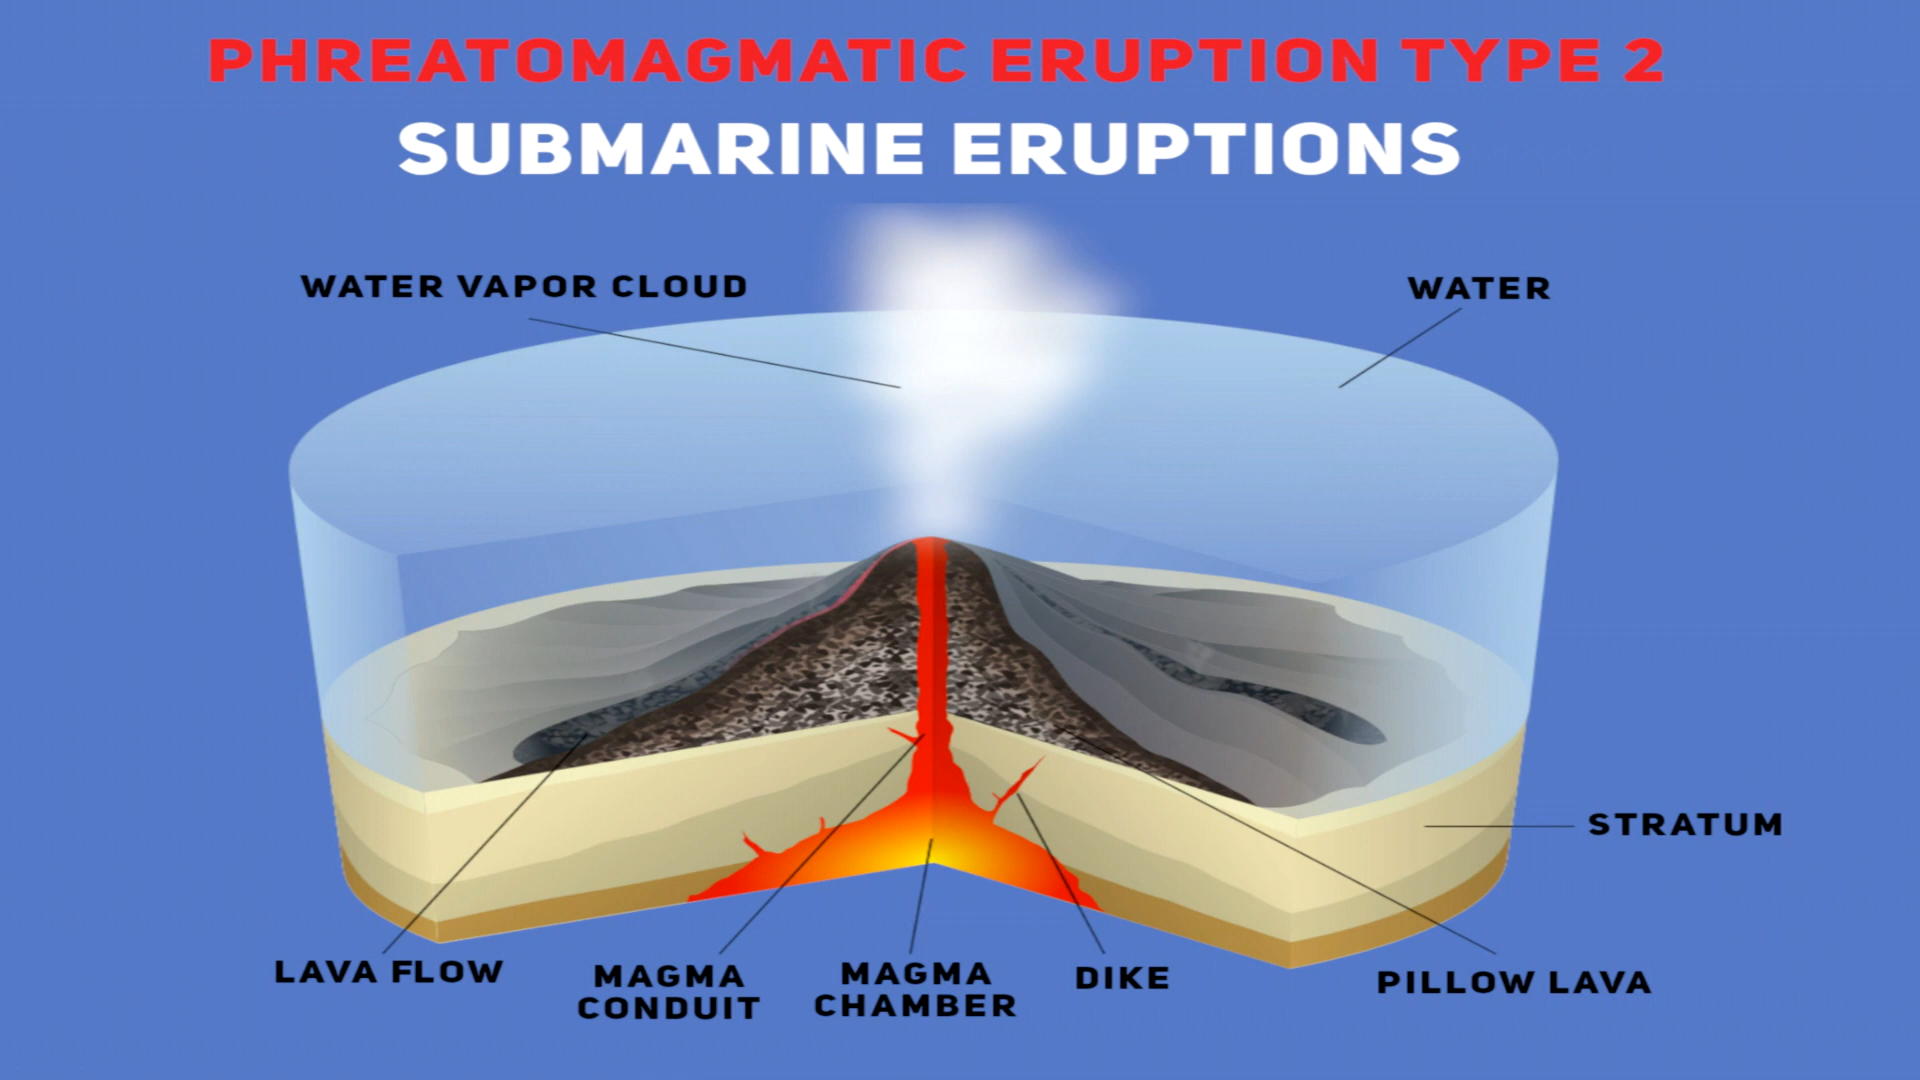 PHREATOMAGMATIC ERUPTION TYPE 2
SUBMARINE ERUPTIONS
WATER VAPOR CLOUD
WATER
STRATUM
LAVA FLOW
MAGMA
CONDUIT
MAGMA
CHAMBER
DIKE
PILLOW LAVA